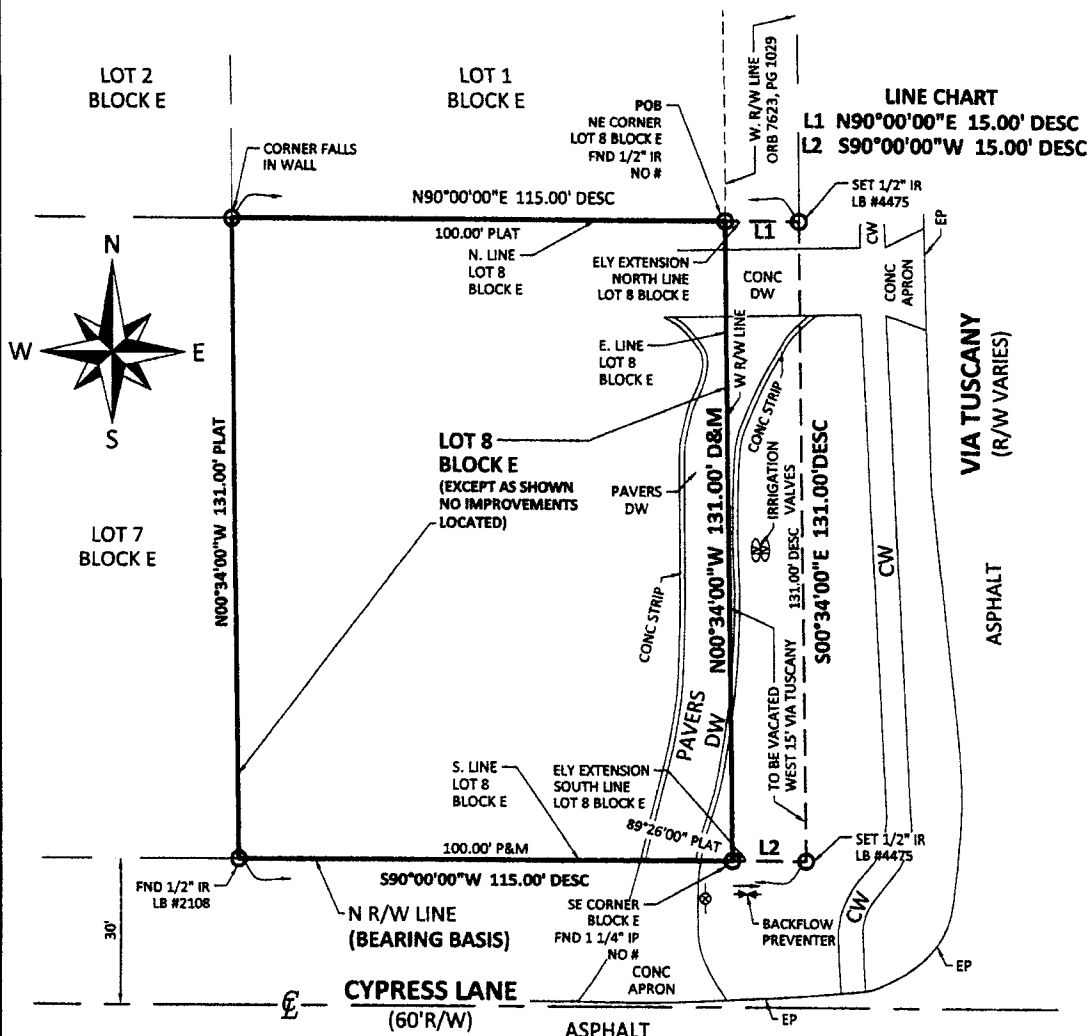 LOT 2
BLOCK E
LOT 1
BLOCK E
W. R/W LINE
ORB 7623, PG 1029
LINE CHART
L1 N90°00'00"E 15.00' DESC
L2 S90°00'00"W 15.00' DESC
CORNER FALLS
IN WALL
POB
NE CORNER
LOT 8 BLOCK E
FND 1/2" IR
NO #
SET 1/2" IR
LB #4475
N90°00'00"E 115.00' DESC
100.00' PLAT
N. LINE
LOT 8
BLOCK E
L1
ELY EXTENSION
NORTH LINE
LOT 8 BLOCK E
CONC
DW
CW
CONC
APRON
EP
N
W
E
S
E. LINE
LOT 8
BLOCK E
W R/W LINE
CONC STRIP
VIA TUSCANY
(R/W VARIES)
LOT 8
BLOCK E
(EXCEPT AS SHOWN
NO IMPROVEMENTS
LOCATED)
PAVERS
DW
IRRIGATION
VALVES
N00°34'00"W 131.00' PLAT
LOT 7
BLOCK E
N00°34'00"W 131.00' D&M
131.00' DESC
S00°34'00"E 131.00'DESC
CW
ASPHALT
CONC STRIP
PAVERS
DW
TO BE VACATED
WEST 15' VIA TUSCANY
S. LINE
LOT 8
BLOCK E
ELY EXTENSION
SOUTH LINE
LOT 8 BLOCK E
89°26'00" PLAT
L2
SET 1/2" IR
LB #4475
100.00' P&M
S90°00'00"W 115.00' DESC
FND 1/2" IR
LB #2108
N R/W LINE
(BEARING BASIS)
SE CORNER
BLOCK E
FND 1 1/4" IP
NO #
BACKFLOW
PREVENTER
CW
EP
30'
CONC
APRON
CYPRESS LANE
(60'R/W)
ASPHALT
EP